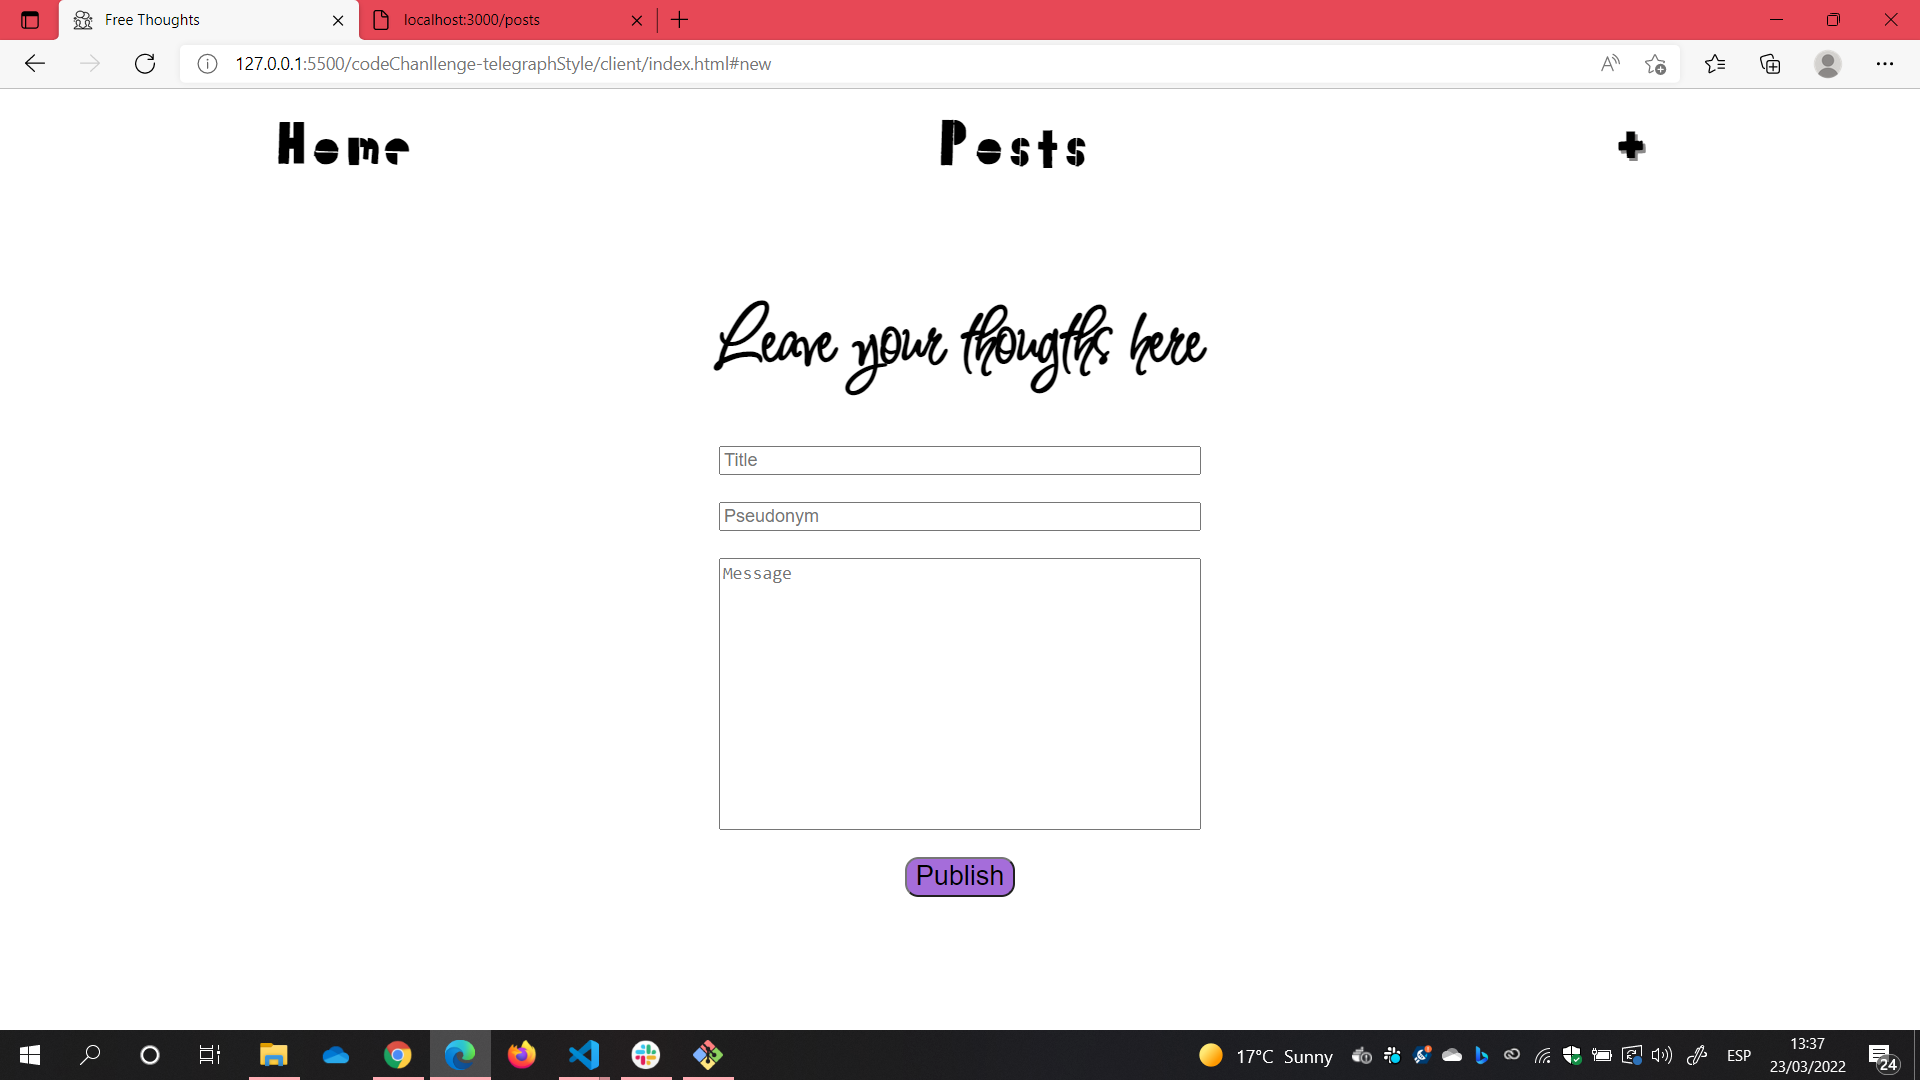 Free Thoughts
localhost:3000/posts
127.0.0.1:5500/codeChanllenge-telegraphStyle/client/index.html#new
Home Posts +
Leave your thougths here
Title
Pseudonym
Message
Publish
17°C Sunny
ESP
13:37
23/03/2022
24